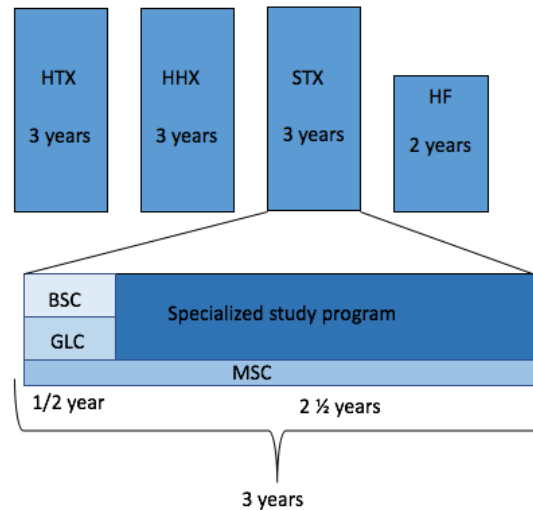 HTX
3 years
HHX
3 years
STX
3 years
HF
2 years
BSC
GLC
Specialized study program
MSC
1/2 year
2 ½ years
3 years